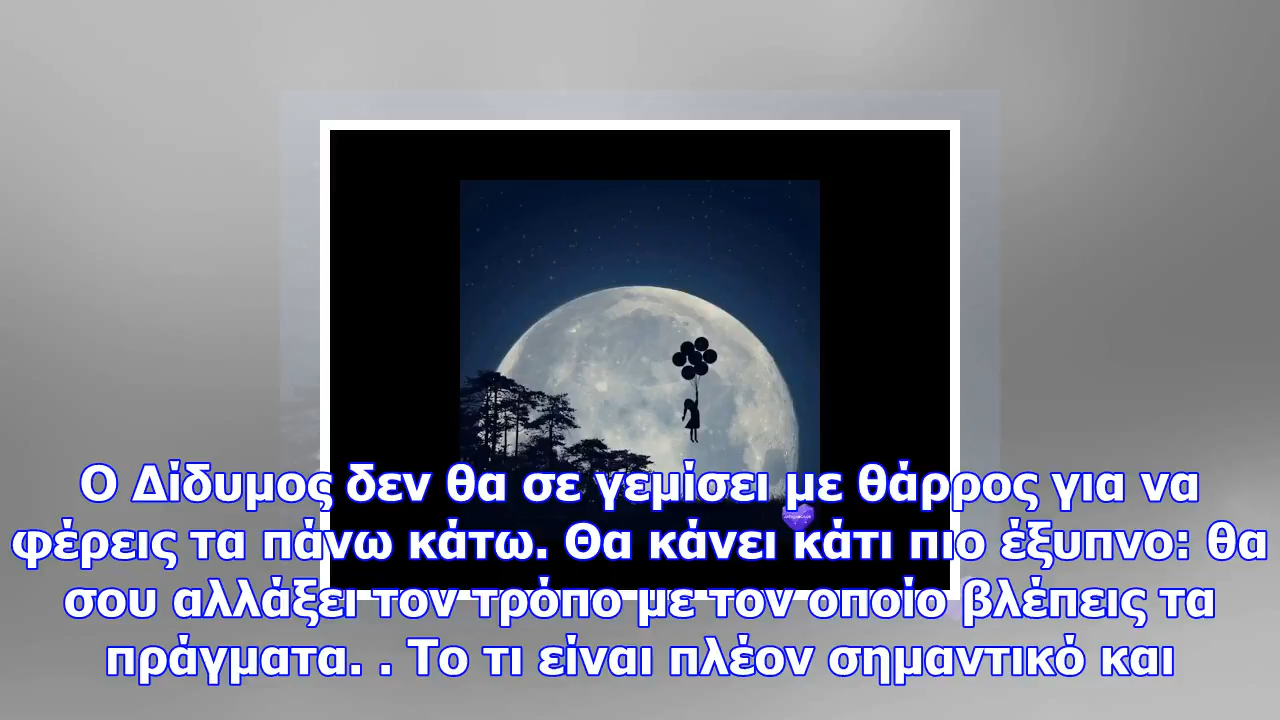 Ο Δίδυμος δεν θα σε γεμίσει με θάρρος για να
φέρεις τα πάνω κάτω. Θα κάνει κάτι πιο έξυπνο: θα
σου αλλάξει τον τρόπο με τον οποίο βλέπεις τα
πράγματα. . Το τι είναι πλέον σημαντικό και